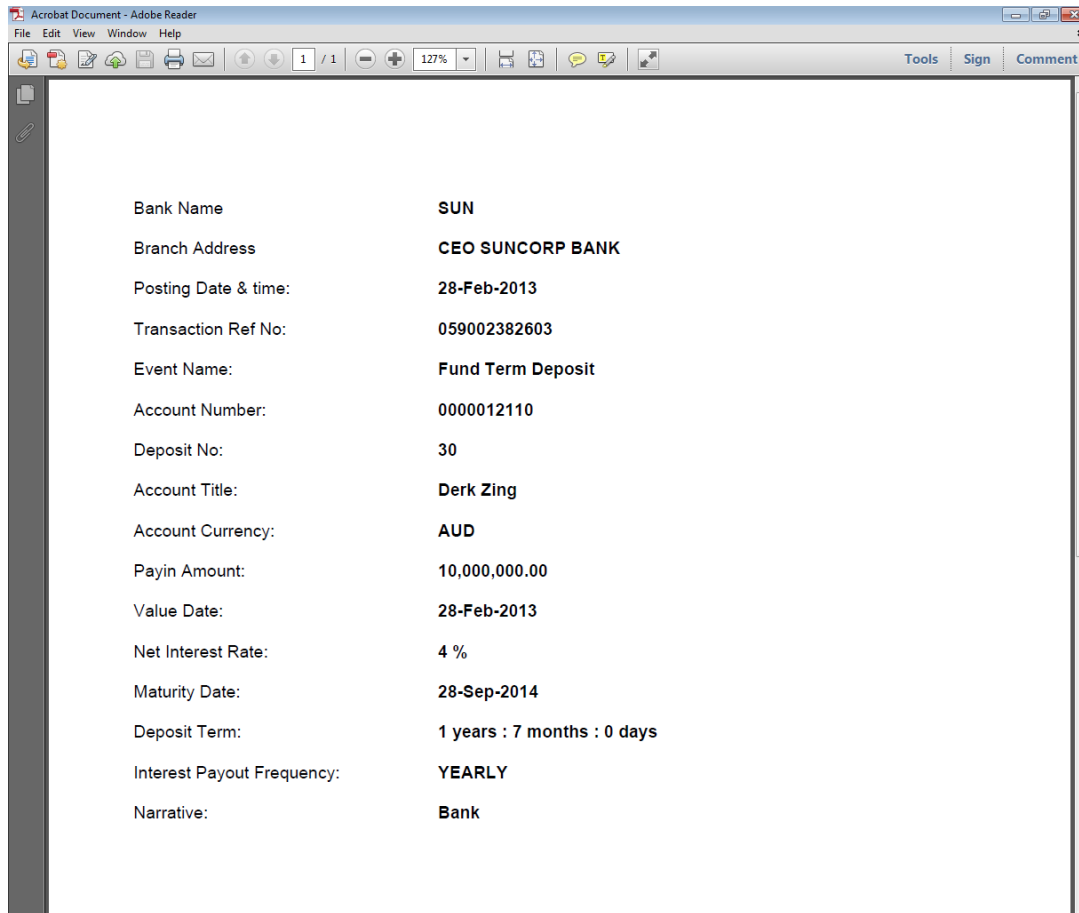 Acrobat Document - Adobe Reader
File Edit View Window Help
1 / 1 127% Tools Sign Comment
Bank Name SUN
Branch Address CEO SUNCORP BANK
Posting Date & time: 28-Feb-2013
Transaction Ref No: 059002382603
Event Name: Fund Term Deposit
Account Number: 0000012110
Deposit No: 30
Account Title: Derk Zing
Account Currency: AUD
Payin Amount: 10,000,000.00
Value Date: 28-Feb-2013
Net Interest Rate: 4 %
Maturity Date: 28-Sep-2014
Deposit Term: 1 years : 7 months : 0 days
Interest Payout Frequency: YEARLY
Narrative: Bank